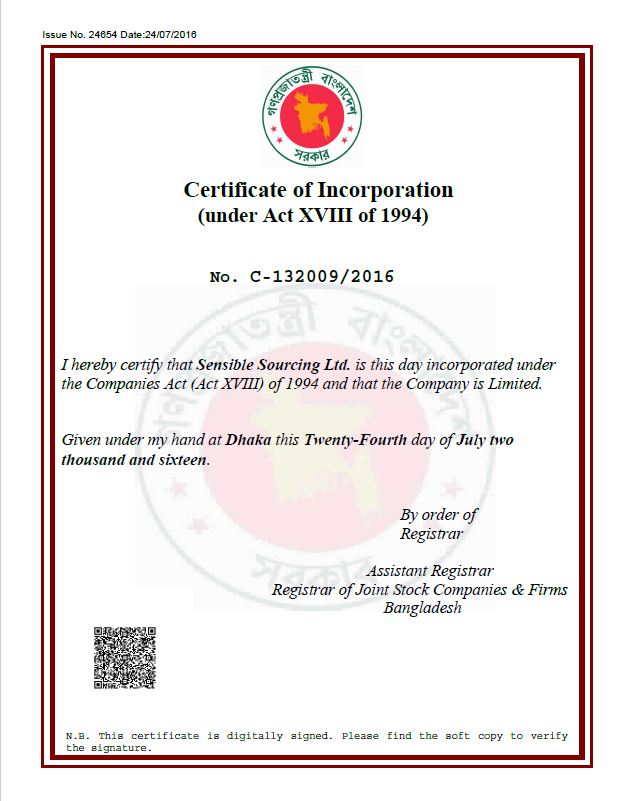 Issue No. 24654 Date:24/07/2016
গণপ্রজাতন্ত্রী বাংলাদেশ
সরকার
Certificate of Incorporation
(under Act XVIII of 1994)
No. C-132009/2016
গণপ্রজাতন্ত্রী বাংলাদেশ
I hereby certify that Sensible Sourcing Ltd. is this day incorporated under
the Companies Act (Act XVIII) of 1994 and that the Company is Limited.
Given under my hand at Dhaka this Twenty-Fourth day of July two
thousand and sixteen.
By order of
Registrar
সরকার
Assistant Registrar
Registrar of Joint Stock Companies & Firms
Bangladesh
N.B. This certificate is digitally signed. Please find the soft copy to verify
the signature.